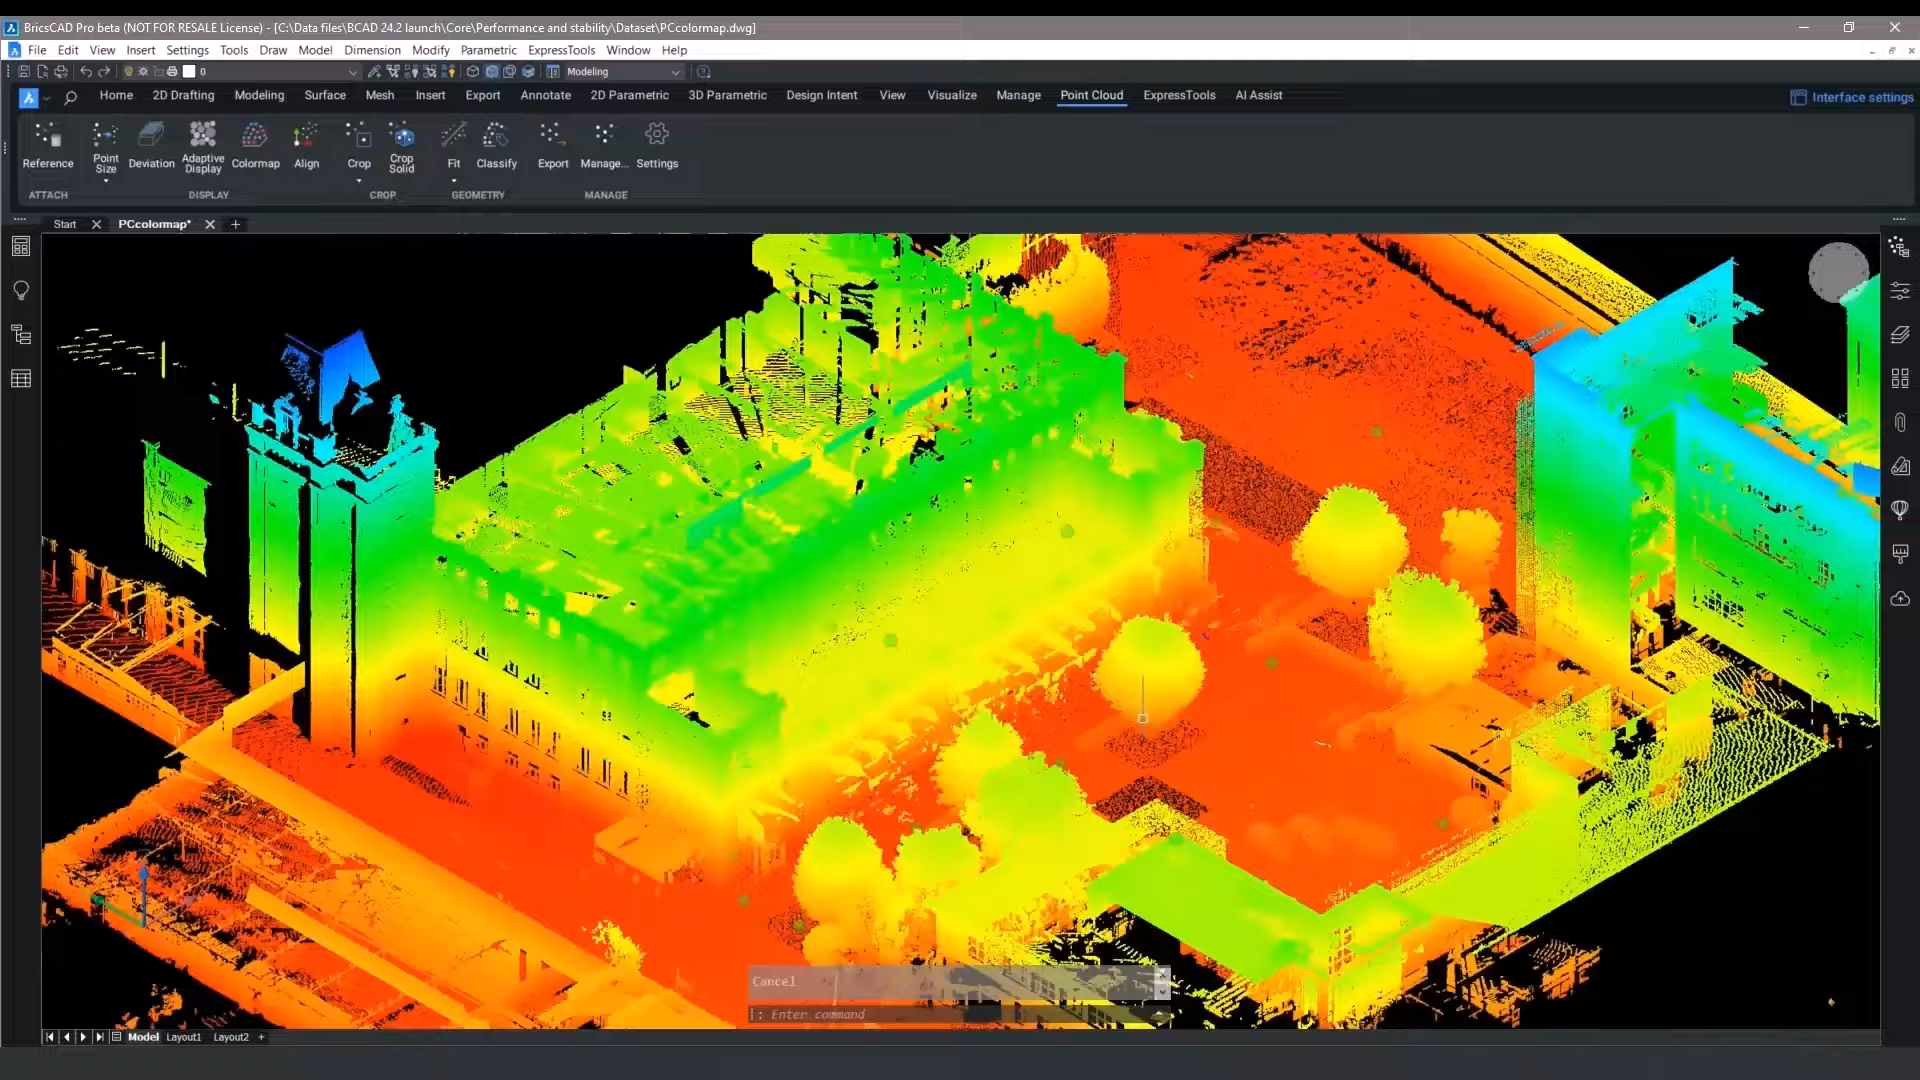 BricsCAD Pro beta (NOT FOR RESALE License) - [C:\Data files\BCAD 24.2 launch\Core\Performance and stability\Dataset\PCcolormap.dwg]
File Edit View Insert Settings Tools Draw Model Dimension Modify Parametric ExpressTools Window Help
0 Modeling
Home 2D Drafting Modeling Surface Mesh Insert Export Annotate 2D Parametric 3D Parametric Design Intent View Visualize Manage Point Cloud ExpressTools AI Assist Interface settings
Reference Point Size Deviation Adaptive Display Colormap Align Crop Crop Solid Fit Classify Export Manage... Settings
ATTACH DISPLAY CROP GEOMETRY MANAGE
Start PCcolormap*
Cancel
: Enter command
Model Layout1 Layout2 +